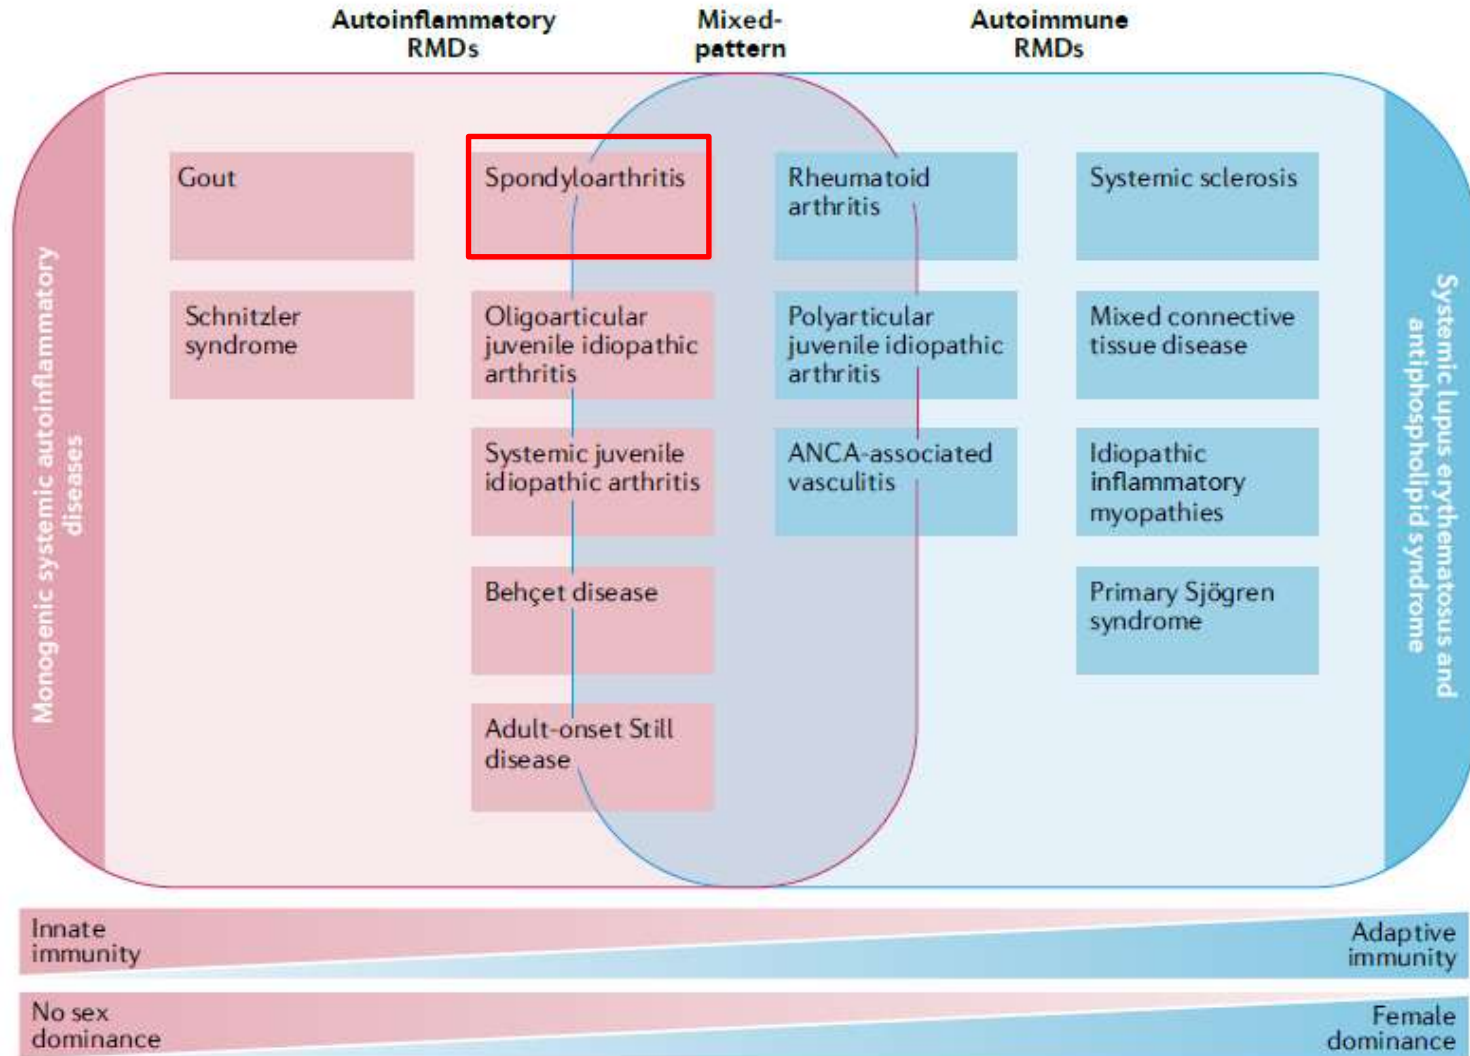 Autoinflammatory
RMDs
Mixed-
pattern
Autoimmune
RMDs
Monogenic systemic autoinflammatory
diseases
Gout
Spondyloarthritis
Rheumatoid
arthritis
Systemic sclerosis
Schnitzler
syndrome
Oligoarticular
juvenile idiopathic
arthritis
Polyarticular
juvenile idiopathic
arthritis
Mixed connective
tissue disease
Systemic juvenile
idiopathic arthritis
ANCA-associated
vasculitis
Idiopathic
inflammatory
myopathies
Behçet disease
Primary Sjögren
syndrome
Adult-onset Still
disease
Systemic lupus erythematosus and
antiphospholipid syndrome
Innate
immunity
Adaptive
immunity
No sex
dominance
Female
dominance